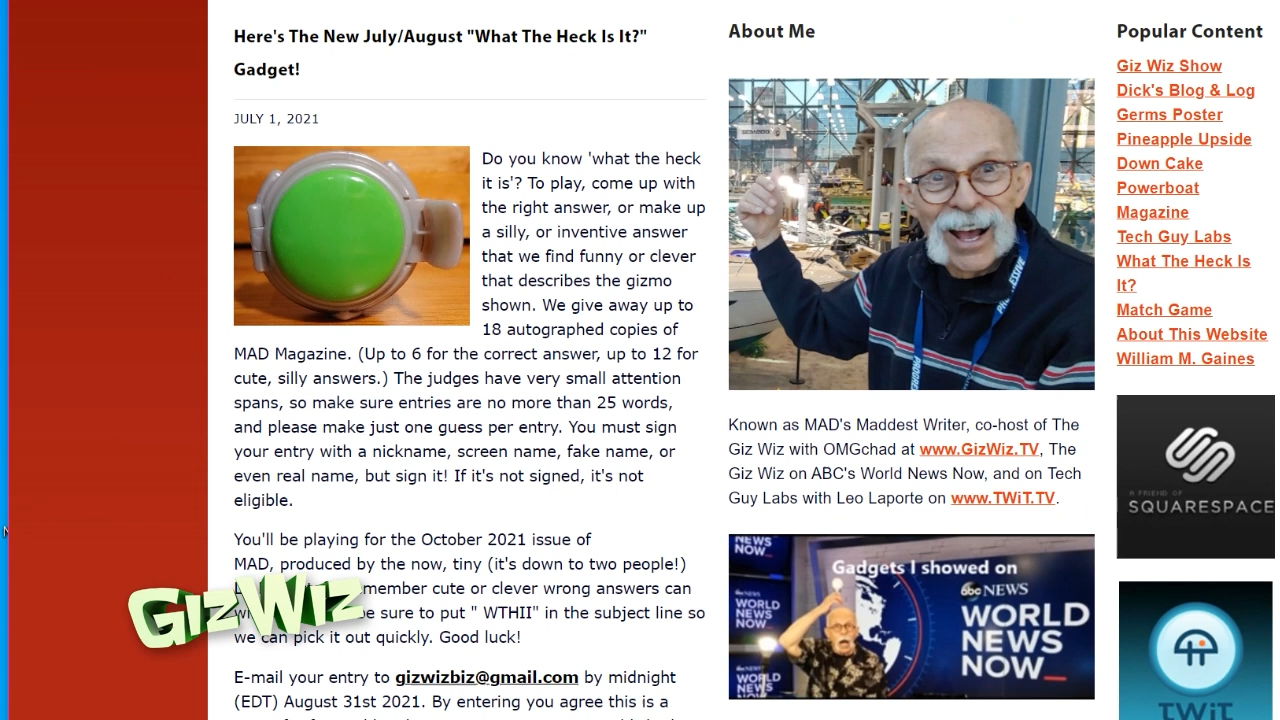 Here's The New July/August "What The Heck Is It?"
Gadget!
JULY 1, 2021
Do you know 'what the heck
it is'? To play, come up with
the right answer, or make up
a silly, or inventive answer
that we find funny or clever
that describes the gizmo
shown. We give away up to
18 autographed copies of
MAD Magazine. (Up to 6 for the correct answer, up to 12 for
cute, silly answers.) The judges have very small attention
spans, so make sure entries are no more than 25 words,
and please make just one guess per entry. You must sign
your entry with a nickname, screen name, fake name, or
even real name, but sign it! If it's not signed, it's not
eligible.
You'll be playing for the October 2021 issue of
MAD, produced by the now, tiny (it's down to two people!)
member cute or clever wrong answers can
be sure to put " WTHII" in the subject line so
we can pick it out quickly. Good luck!
E-mail your entry to gizwizbiz@gmail.com by midnight
(EDT) August 31st 2021. By entering you agree this is a
GizWiz
About Me
PROGRESSIVE
PROGRE
Known as MAD's Maddest Writer, co-host of The
Giz Wiz with OMGchad at www.GizWiz.TV, The
Giz Wiz on ABC's World News Now, and on Tech
Guy Labs with Leo Laporte on www.TWiT.TV.
Gadgets I showed on
abc NEWS
WORLD
NEWS
NOW_
NEWS
NOW_
abc NEWS
WORLD
NEWS
NOW_
WORLD
NEWS
Popular Content
Giz Wiz Show
Dick's Blog & Log
Germs Poster
Pineapple Upside
Down Cake
Powerboat
Magazine
Tech Guy Labs
What The Heck Is
It?
Match Game
About This Website
William M. Gaines
A FRIEND OF
SQUARESPACE
TWiT